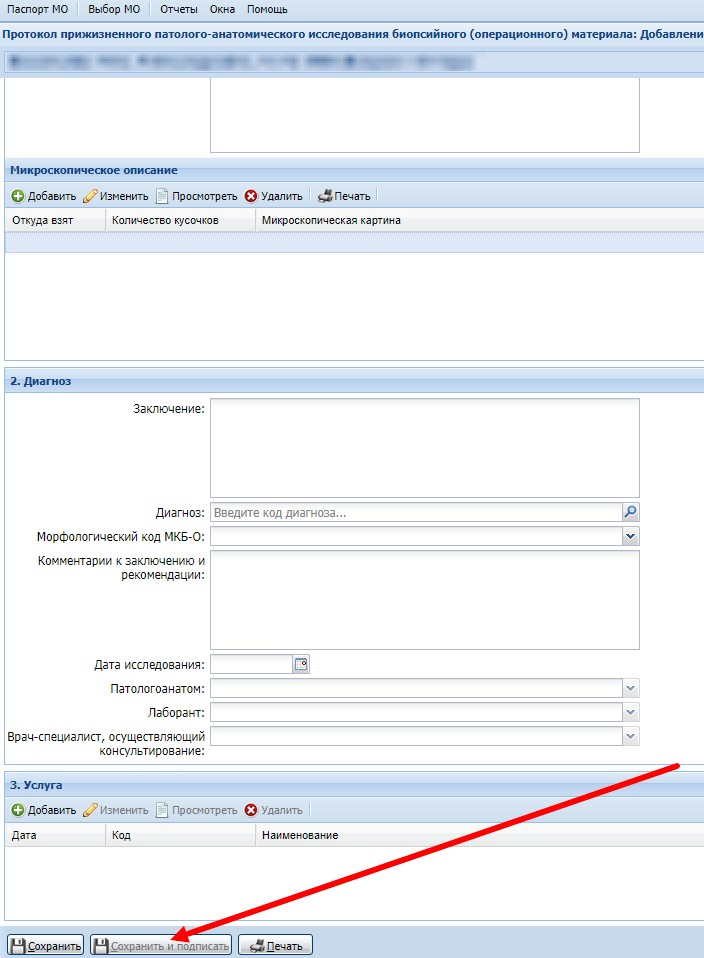 Паспорт МО Выбор МО Отчеты Окна Помощь
Протокол прижизненного патолого-анатомического исследования биопсийного (операционного) материала: Добавлени
Микроскопическое описание
Добавить Изменить Просмотреть Удалить Печать
Откуда взят Количество кусочков Микроскопическая картина
2. Диагноз
Заключение:
Диагноз: Введите код диагноза...
Морфологический код МКБ-О:
Комментарии к заключению и
рекомендации:
Дата исследования:
Патологоанатом:
Лаборант:
Врач-специалист, осуществляющий
консультирование:
3. Услуга
Добавить Изменить Просмотреть Удалить
Дата Код Наименование
Сохранить Сохранить и подписать Печать